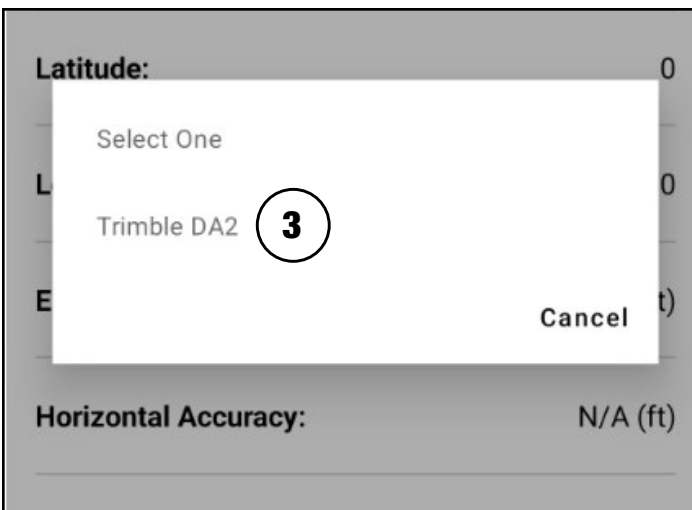 Latitude: 0
Select One
L 0
Trimble DA2 3
E t)
Cancel
Horizontal Accuracy: N/A (ft)